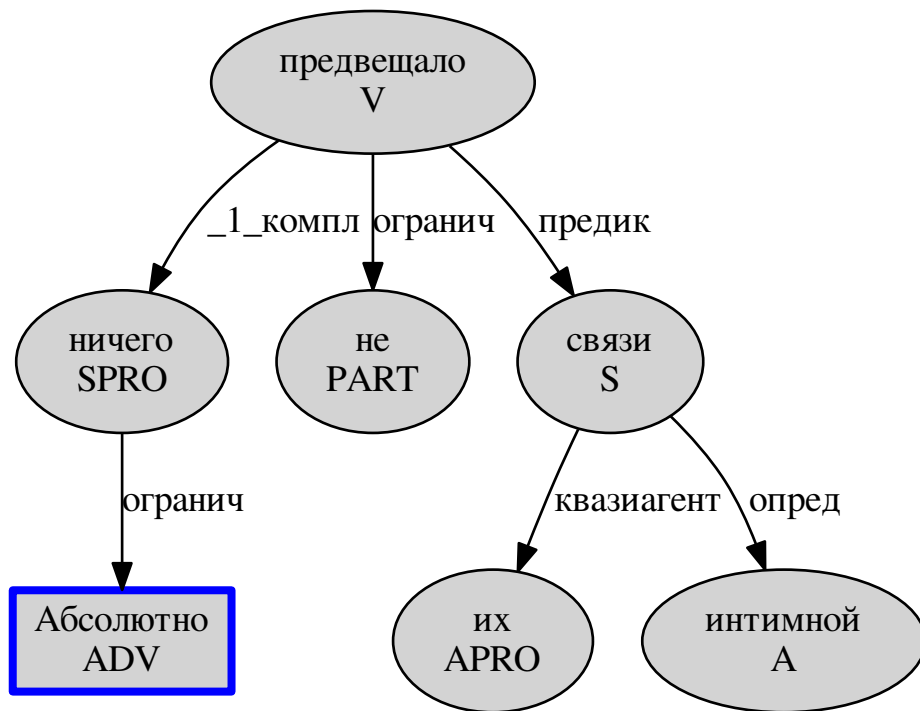 предвещало
V
_1_компл
огранич
предик
ничего
SPRO
не
PART
связи
S
огранич
квазиагент
опред
Абсолютно
ADV
их
APRO
интимной
A